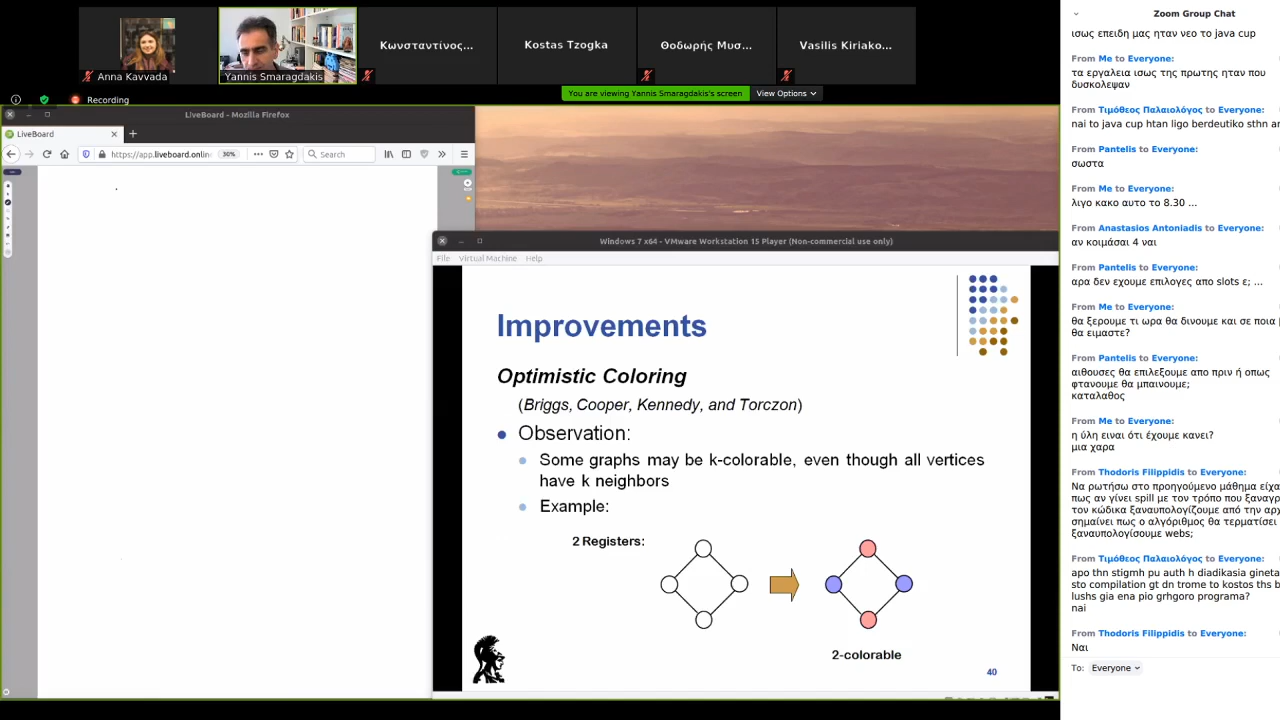 Anna Kavvada
Yannis Smaragdakis
Κωνσταντίνος...
Kostas Tzogka
Θοδωρής Μυσ...
Vasilis Kiriako...
Recording
You are viewing Yannis Smaragdakis's screen
View Options
LiveBoard - Mozilla Firefox
LiveBoard
https://app.liveboard.onlin
30%
Search
Windows 7 x64 - VMware Workstation 15 Player (Non-commercial use only)
File Virtual Machine Help
Improvements
Optimistic Coloring
(Briggs, Cooper, Kennedy, and Torczon)
Observation:
Some graphs may be k-colorable, even though all vertices
have k neighbors
Example:
2 Registers:
2-colorable
40
Zoom Group Chat
ισως επειδη μας ηταν νεο το java cup
From Me to Everyone:
τα εργαλεια ισως της πρωτης ηταν που
δυσκολεψαν
From Τιμόθεος Παλαιολόγος to Everyone:
nai to java cup htan ligo berdeutiko sthn ar
From Pantelis to Everyone:
σωστα
From Me to Everyone:
λιγο κακο αυτο το 8.30 ...
From Anastasios Antoniadis to Everyone:
αν κοιμάσαι 4 ναι
From Pantelis to Everyone:
αρα δεν εχουμε επιλογες απο slots ε; ...
From Me to Everyone:
θα ξερουμε τι ωρα θα δινουμε και σε ποια
θα ειμαστε?
From Pantelis to Everyone:
αιθουσες θα επιλεξουμε απο πριν ή οπως
φτανουμε θα μπαινουμε;
καταλαθος
From Me to Everyone:
η ύλη ειναι ότι έχουμε κανει?
μια χαρα
From Thodoris Filippidis to Everyone:
Να ρωτήσω στο προηγούμενο μάθημα είχα
πως αν γίνει spill με τον τρόπο που ξαναγρ
τον κώδικα ξαναυπολογίζουμε από την αρχ
σημαίνει πως ο αλγόριθμος θα τερματίσει
ξαναυπολογίσουμε webs;
From Τιμόθεος Παλαιολόγος to Everyone:
apo thn stigmh pu auth h diadikasia gineta
sto compilation gt dn trome to kostos ths b
lushs gia ena pio grhgoro programa?
nai
From Thodoris Filippidis to Everyone:
Ναι
To: Everyone